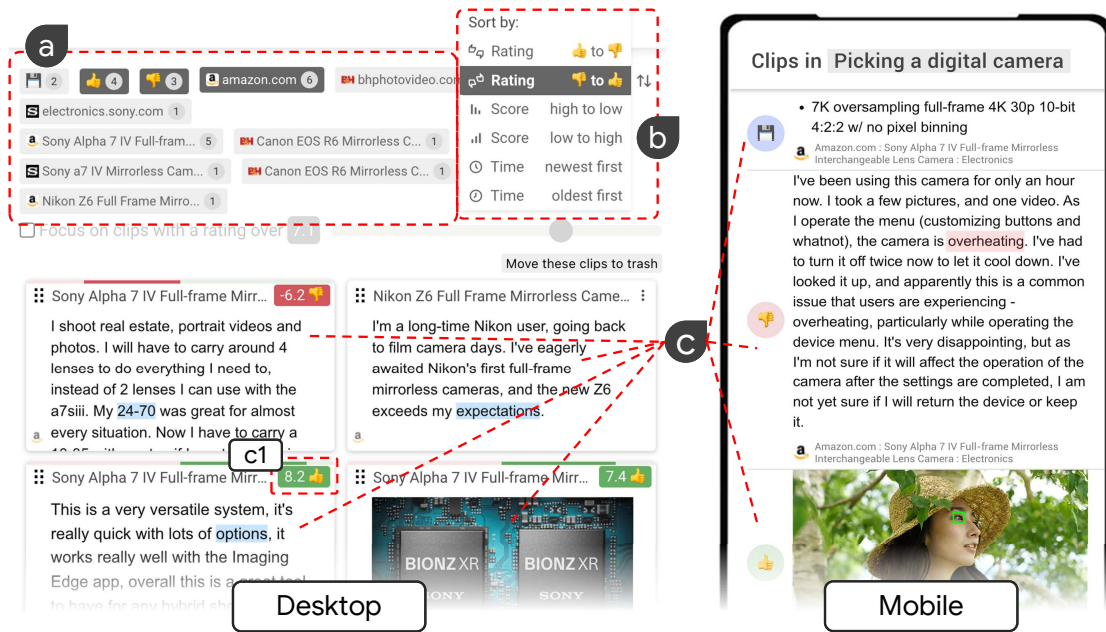 a
2
4
3
amazon.com 6
bhphotovideo.com
electronics.sony.com 1
Sony Alpha 7 IV Full-fram... 5
Canon EOS R6 Mirrorless C... 1
Sony a7 IV Mirrorless Cam... 1
Canon EOS R6 Mirrorless C... 1
Nikon Z6 Full Frame Mirro... 1
Sort by:
Rating 👍 to 👎
Rating 👎 to 👍
Score high to low
Score low to high
Time newest first
Time oldest first
b
Focus on clips with a rating over 7.1
Move these clips to trash
Sony Alpha 7 IV Full-frame Mirr... -6.2
I shoot real estate, portrait videos and
photos. I will have to carry around 4
lenses to do everything I need to,
instead of 2 lenses I can use with the
a7siii. My 24-70 was great for almost
every situation. Now I have to carry a
Nikon Z6 Full Frame Mirrorless Came...
I'm a long-time Nikon user, going back
to film camera days. I've eagerly
awaited Nikon's first full-frame
mirrorless cameras, and the new Z6
exceeds my expectations.
c
c1
Sony Alpha 7 IV Full-frame Mirr... 8.2
This is a very versatile system, it's
really quick with lots of options, it
works really well with the Imaging
Edge app, overall this is a great tool
to have for any hybrid
Sony Alpha 7 IV Full-frame Mirr... 7.4
BIONZ XR
SONY
BIONZ XR
SONY
Desktop
Clips in Picking a digital camera
• 7K oversampling full-frame 4K 30p 10-bit
4:2:2 w/ no pixel binning
Amazon.com : Sony Alpha 7 IV Full-frame Mirrorless
Interchangeable Lens Camera : Electronics
I've been using this camera for only an hour
now. I took a few pictures, and one video. As
I operate the menu (customizing buttons and
whatnot), the camera is overheating. I've had
to turn it off twice now to let it cool down. I've
looked it up, and apparently this is a common
issue that users are experiencing -
overheating, particularly while operating the
device menu. It's very disappointing, but as
I'm not sure if it will affect the operation of the
camera after the settings are completed, I am
not yet sure if I will return the device or keep
it.
Amazon.com : Sony Alpha 7 IV Full-frame Mirrorless
Interchangeable Lens Camera : Electronics
Mobile